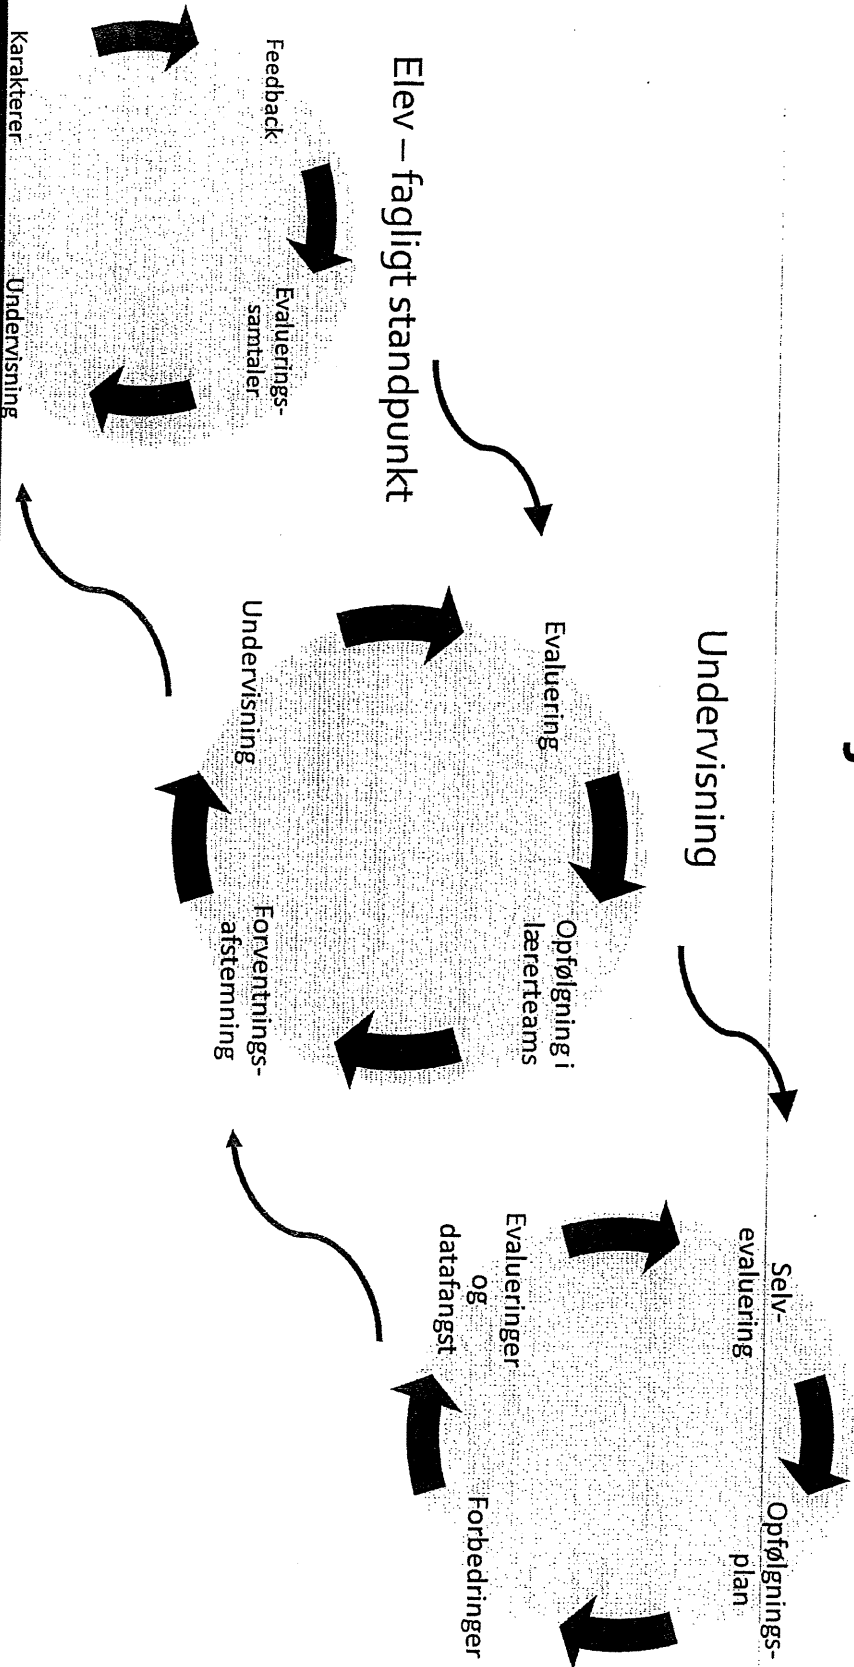 Undervisning
Elev – fagligt standpunkt
Feedback
Evaluerings-
samtaler
Karakterer
Undervisning
Evaluering
Opfølgning i
lærerteams
Undervisning
Forventnings-
afstemning
Selv-
evaluering
Opfølgnings-
plan
Evalueringer
og
datafangst
Forbedringer